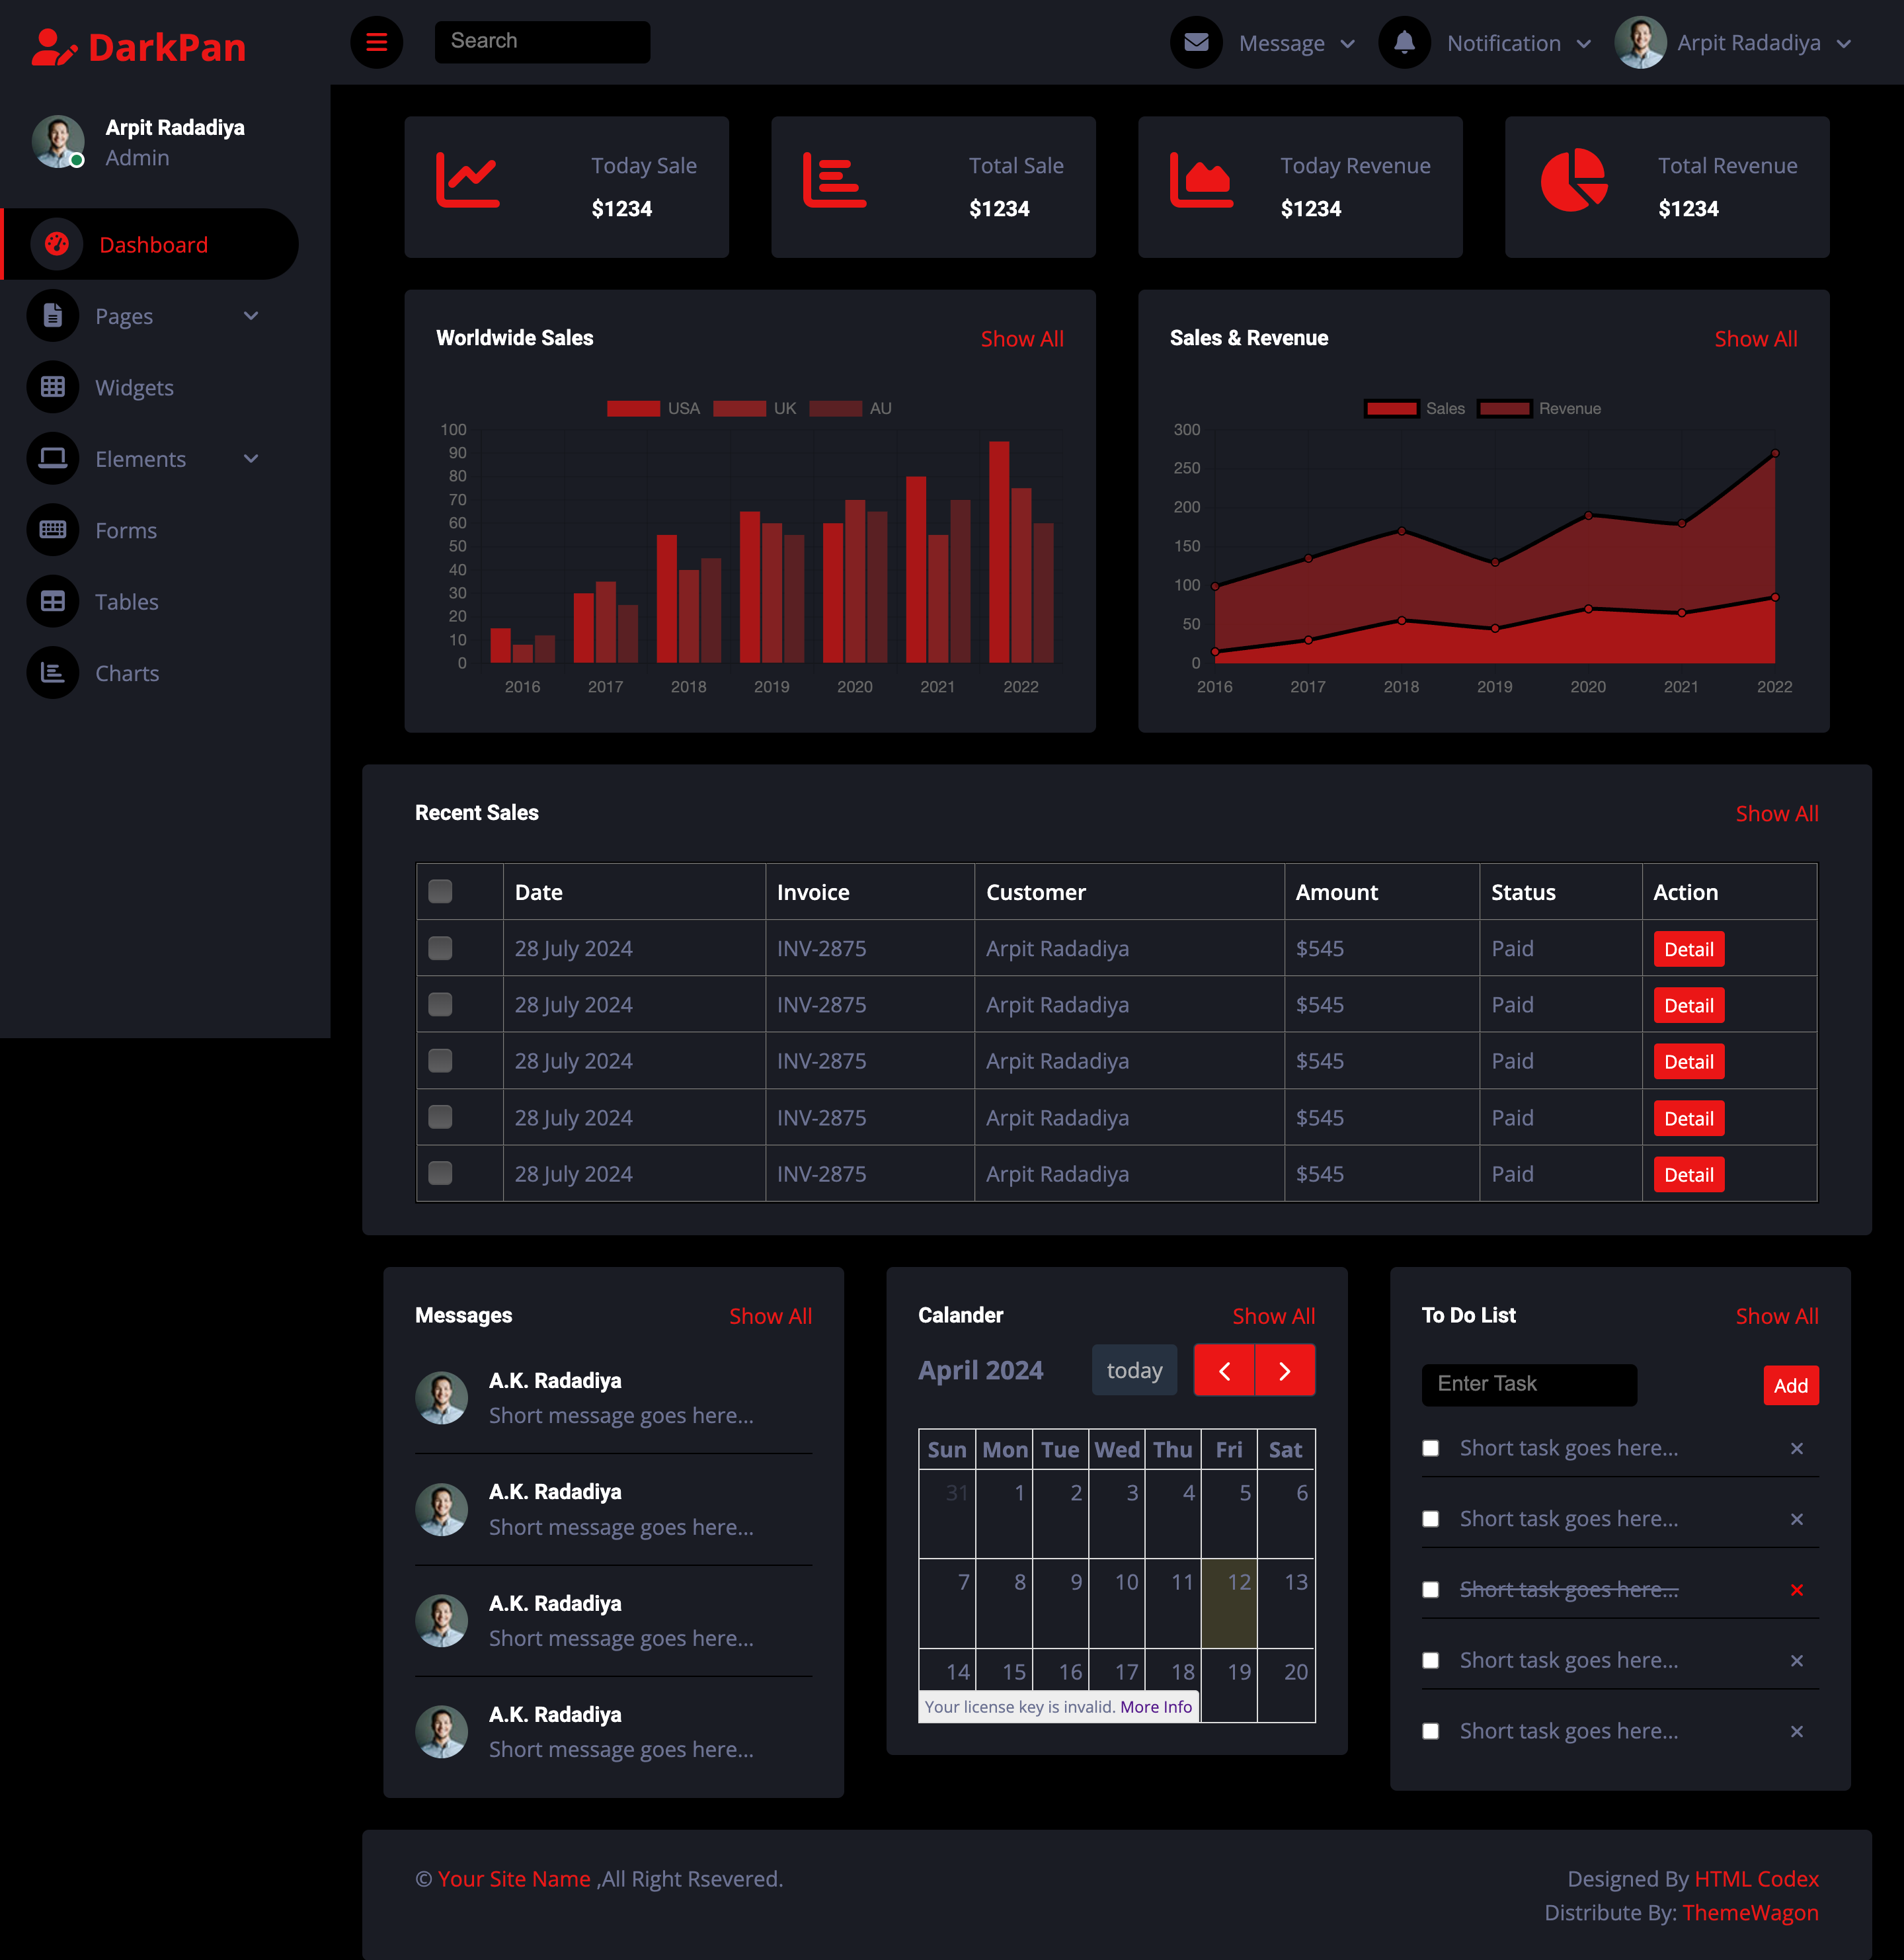 DarkPan
Search
Message
Notification
Arpit Radadiya
Arpit Radadiya
Admin
Dashboard
Pages
Widgets
Elements
Forms
Tables
Charts
Today Sale
$1234
Total Sale
$1234
Today Revenue
$1234
Total Revenue
$1234
Worldwide Sales Show All
USA UK AU
100
90
80
70
60
50
40
30
20
10
0
2016 2017 2018 2019 2020 2021 2022
Sales & Revenue Show All
Sales Revenue
300
250
200
150
100
50
0
2016 2017 2018 2019 2020 2021 2022
Recent Sales Show All
Date Invoice Customer Amount Status Action
28 July 2024 INV-2875 Arpit Radadiya $545 Paid Detail
28 July 2024 INV-2875 Arpit Radadiya $545 Paid Detail
28 July 2024 INV-2875 Arpit Radadiya $545 Paid Detail
28 July 2024 INV-2875 Arpit Radadiya $545 Paid Detail
28 July 2024 INV-2875 Arpit Radadiya $545 Paid Detail
Messages Show All
A.K. Radadiya
Short message goes here...
A.K. Radadiya
Short message goes here...
A.K. Radadiya
Short message goes here...
A.K. Radadiya
Short message goes here...
Calander Show All
April 2024 today
Sun Mon Tue Wed Thu Fri Sat
31 1 2 3 4 5 6
7 8 9 10 11 12 13
14 15 16 17 18 19 20
Your license key is invalid. More Info
To Do List Show All
Enter Task Add
Short task goes here...
Short task goes here...
Short task goes here...
Short task goes here...
Short task goes here...
© Your Site Name ,All Right Rsevered.
Designed By HTML Codex
Distribute By: ThemeWagon